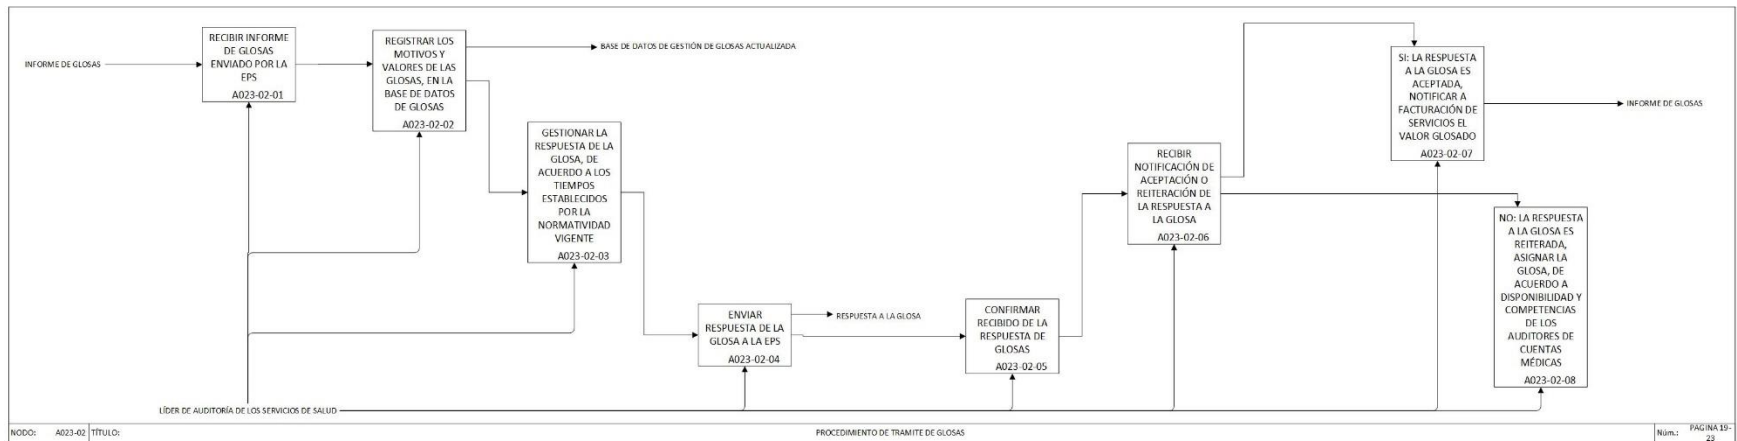 INFORME DE GLOSAS
RECIBIR INFORME
DE GLOSAS
ENVIADO POR LA
EPS
A023-02-01
REGISTRAR LOS
MOTIVOS Y
VALORES DE LAS
GLOSAS, EN LA
BASE DE DATOS
DE GLOSAS
A023-02-02
BASE DE DATOS DE GESTIÓN DE GLOSAS ACTUALIZADA
GESTIONAR LA
RESPUESTA DE LA
GLOSA, DE
ACUERDO A LOS
TIEMPOS
ESTABLECIDOS
POR LA
NORMATIVIDAD
VIGENTE
A023-02-03
ENVIAR
RESPUESTA DE LA
GLOSA A LA EPS
A023-02-04
RESPUESTA A LA GLOSA
CONFIRMAR
RECIBIDO DE LA
RESPUESTA DE
GLOSAS
A023-02-05
RECIBIR
NOTIFICACIÓN DE
ACEPTACIÓN O
REITERACIÓN DE
LA RESPUESTA A
LA GLOSA
A023-02-06
SI: LA RESPUESTA
A LA GLOSA ES
ACEPTADA,
NOTIFICAR A
FACTURACIÓN DE
SERVICIOS EL
VALOR GLOSADO
A023-02-07
INFORME DE GLOSAS
NO: LA RESPUESTA
A LA GLOSA ES
REITERADA,
ASIGNAR LA
GLOSA, DE
ACUERDO A
DISPONIBILIDAD Y
COMPETENCIAS
DE LOS
AUDITORES DE
CUENTAS
MÉDICAS
A023-02-08
LÍDER DE AUDITORÍA DE LOS SERVICIOS DE SALUD
NODO: A023-02 TÍTULO: PROCEDIMIENTO DE TRAMITE DE GLOSAS Núm.: PAGINA 19-
23